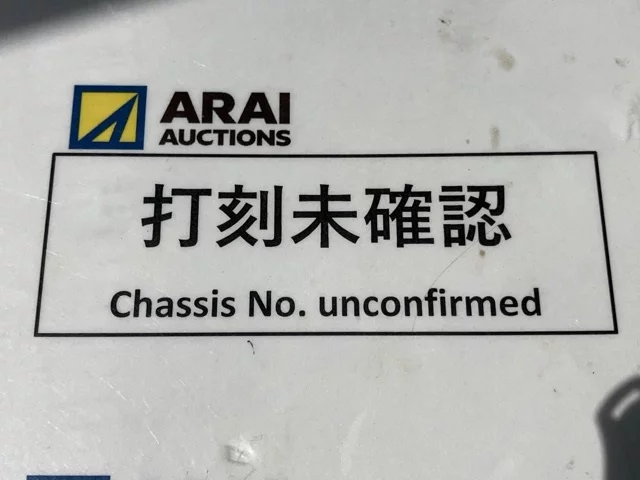 ARAI
AUCTIONS
打刻未確認
Chassis No. unconfirmed